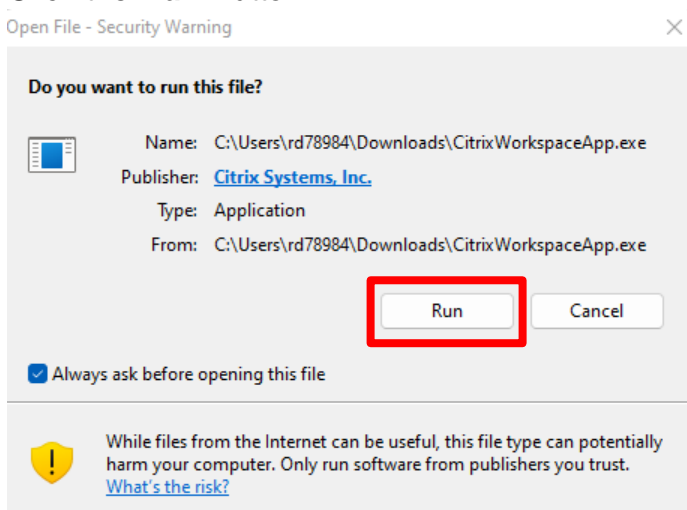 Open File - Security Warning
Do you want to run this file?
Name: C:\Users\rd78984\Downloads\CitrixWorkspaceApp.exe
Publisher: Citrix Systems, Inc.
Type: Application
From: C:\Users\rd78984\Downloads\CitrixWorkspaceApp.exe
Run Cancel
Always ask before opening this file
While files from the Internet can be useful, this file type can potentially
harm your computer. Only run software from publishers you trust.
What's the risk?